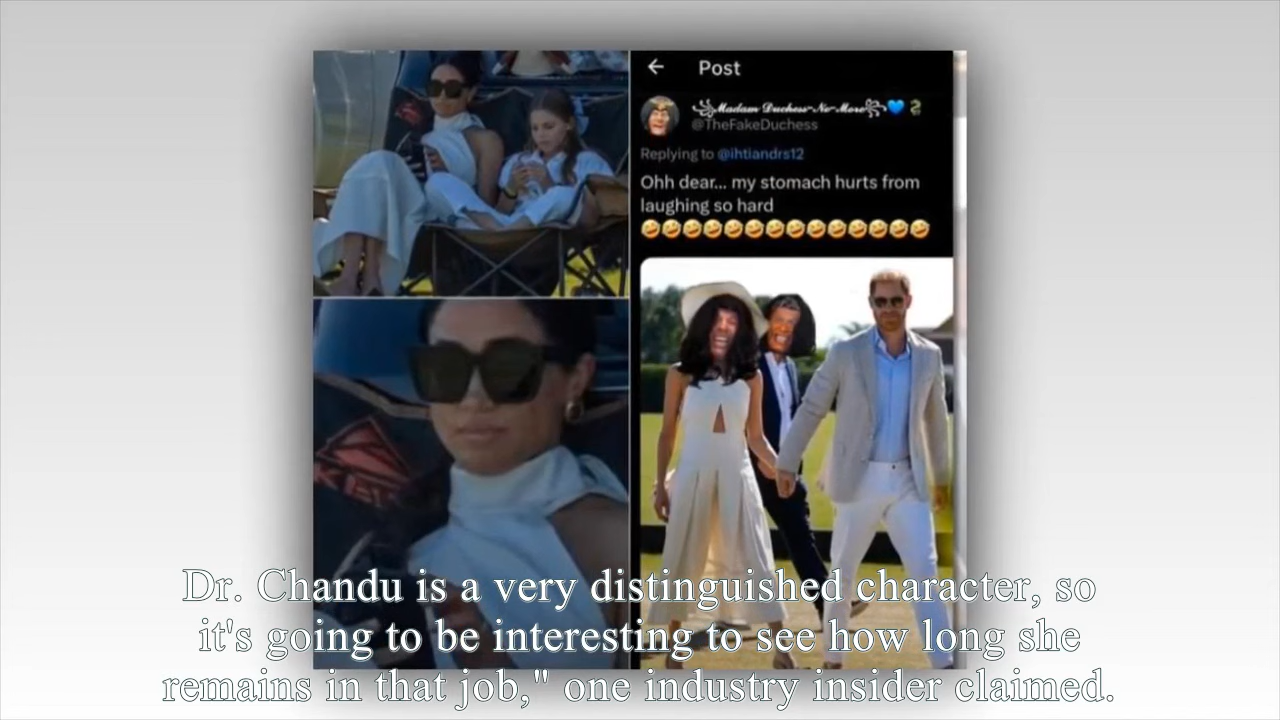 Post
꧁Madam Duchess~No~More꧂💙🐍
@TheFakeDuchess
Replying to @ihtiandrs12
Ohh dear... my stomach hurts from
laughing so hard
🤣🤣🤣🤣🤣🤣🤣🤣🤣🤣🤣🤣🤣🤣
Dr. Chandu is a very distinguished character, so
it's going to be interesting to see how long she
remains in that job," one industry insider claimed.